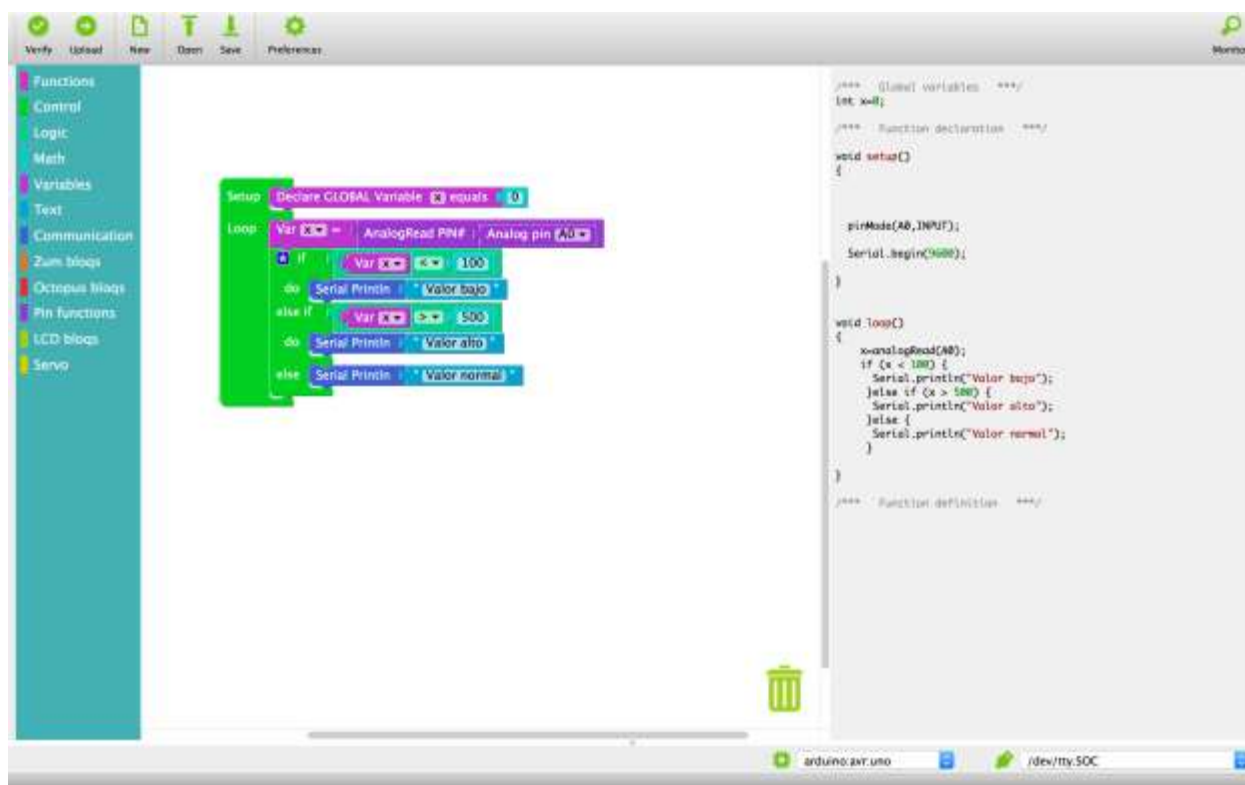 Verify Upload New Open Save Preferences
Functions
Control
Logic
Math
Variables
Text
Communication
Zum bloqs
Octopus bloqs
Pin functions
LCD bloqs
Servo
Setup Declare GLOBAL Variable x equals 0
Loop Var x = AnalogRead PIN# Analog pin A0
if Var x < 100
do Serial Println " Valor bajo "
else if Var x > 500
do Serial Println " Valor alto "
else Serial Println " Valor normal "
/*** Global variables ***/
int x=0;
/*** Function declaration ***/
void setup()
{
pinMode(A0,INPUT);
Serial.begin(9600);
}
void loop()
{
x=analogRead(A0);
if (x < 100) {
Serial.println("Valor bajo");
}else if (x > 500) {
Serial.println("Valor alto");
}else {
Serial.println("Valor normal");
}
}
/*** Function definition ***/
arduino:avr:uno /dev/tty.SOC